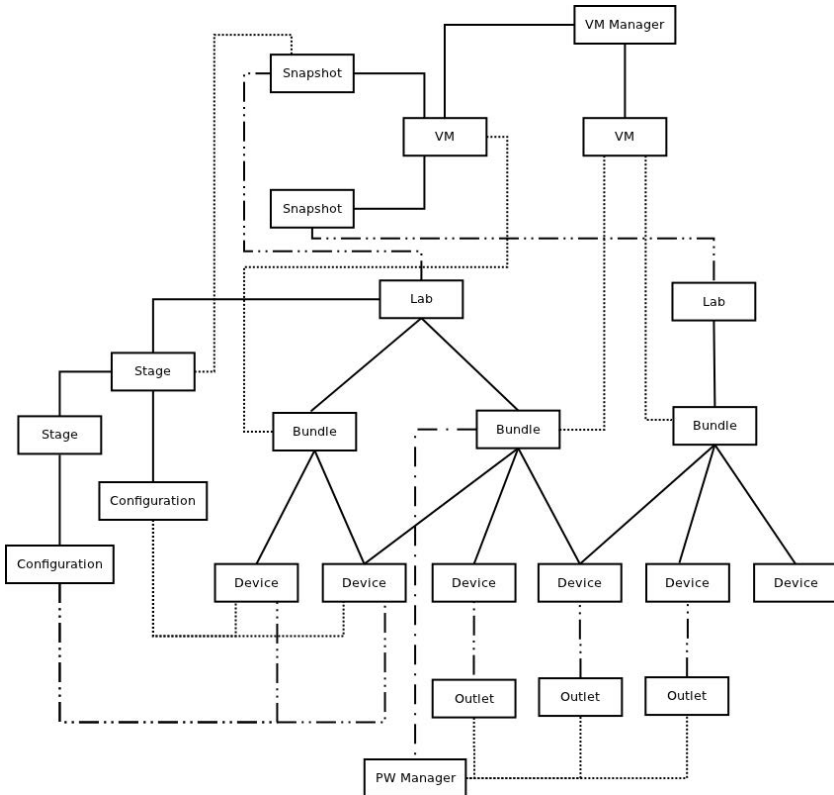 VM Manager
Snapshot
VM
VM
Snapshot
Lab
Lab
Stage
Stage
Bundle
Bundle
Bundle
Configuration
Configuration
Device
Device
Device
Device
Device
Device
Outlet
Outlet
Outlet
PW Manager